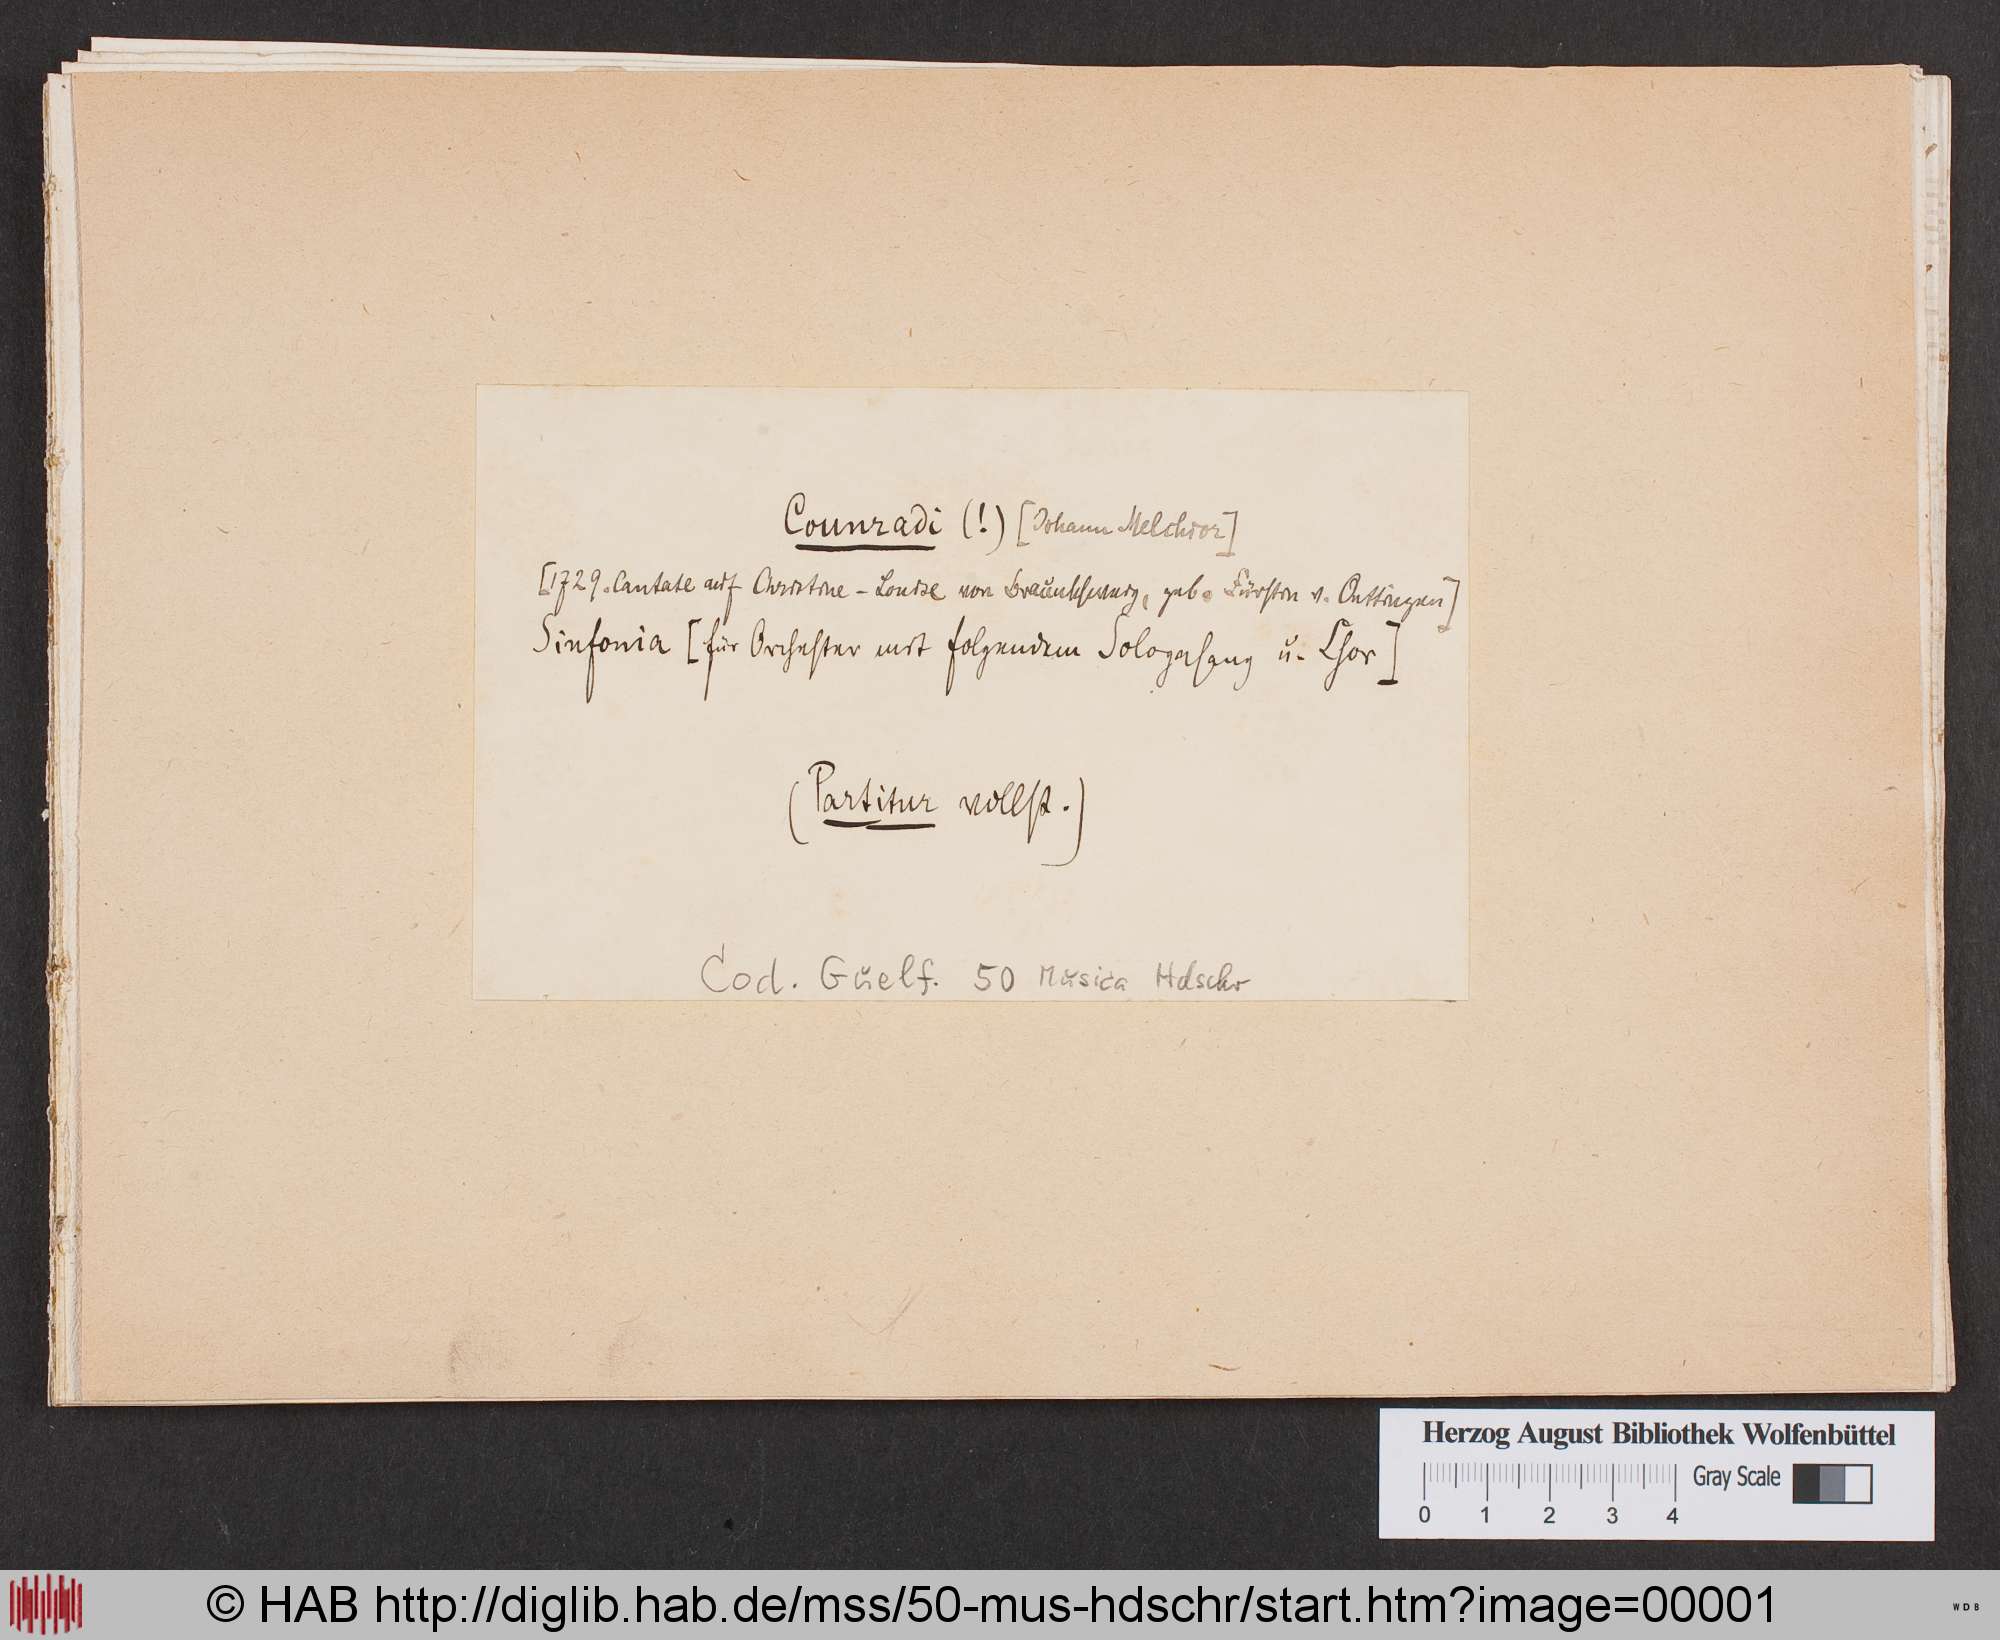 Counradi (!) [Johann Melchior]
[1729. Cantate auf Christine-Louise von Braunschweig, geb. Fürstin v. Oettingen]
Sinfonia [für Orchester mit folgendem Sologesang u. Chor]
(Partitur vollst.)
Cod. Guelf. 50 Musica Hdschr
Herzog August Bibliothek Wolfenbüttel
Gray Scale
0 1 2 3 4
© HAB http://diglib.hab.de/mss/50-mus-hdschr/start.htm?image=00001
WDB